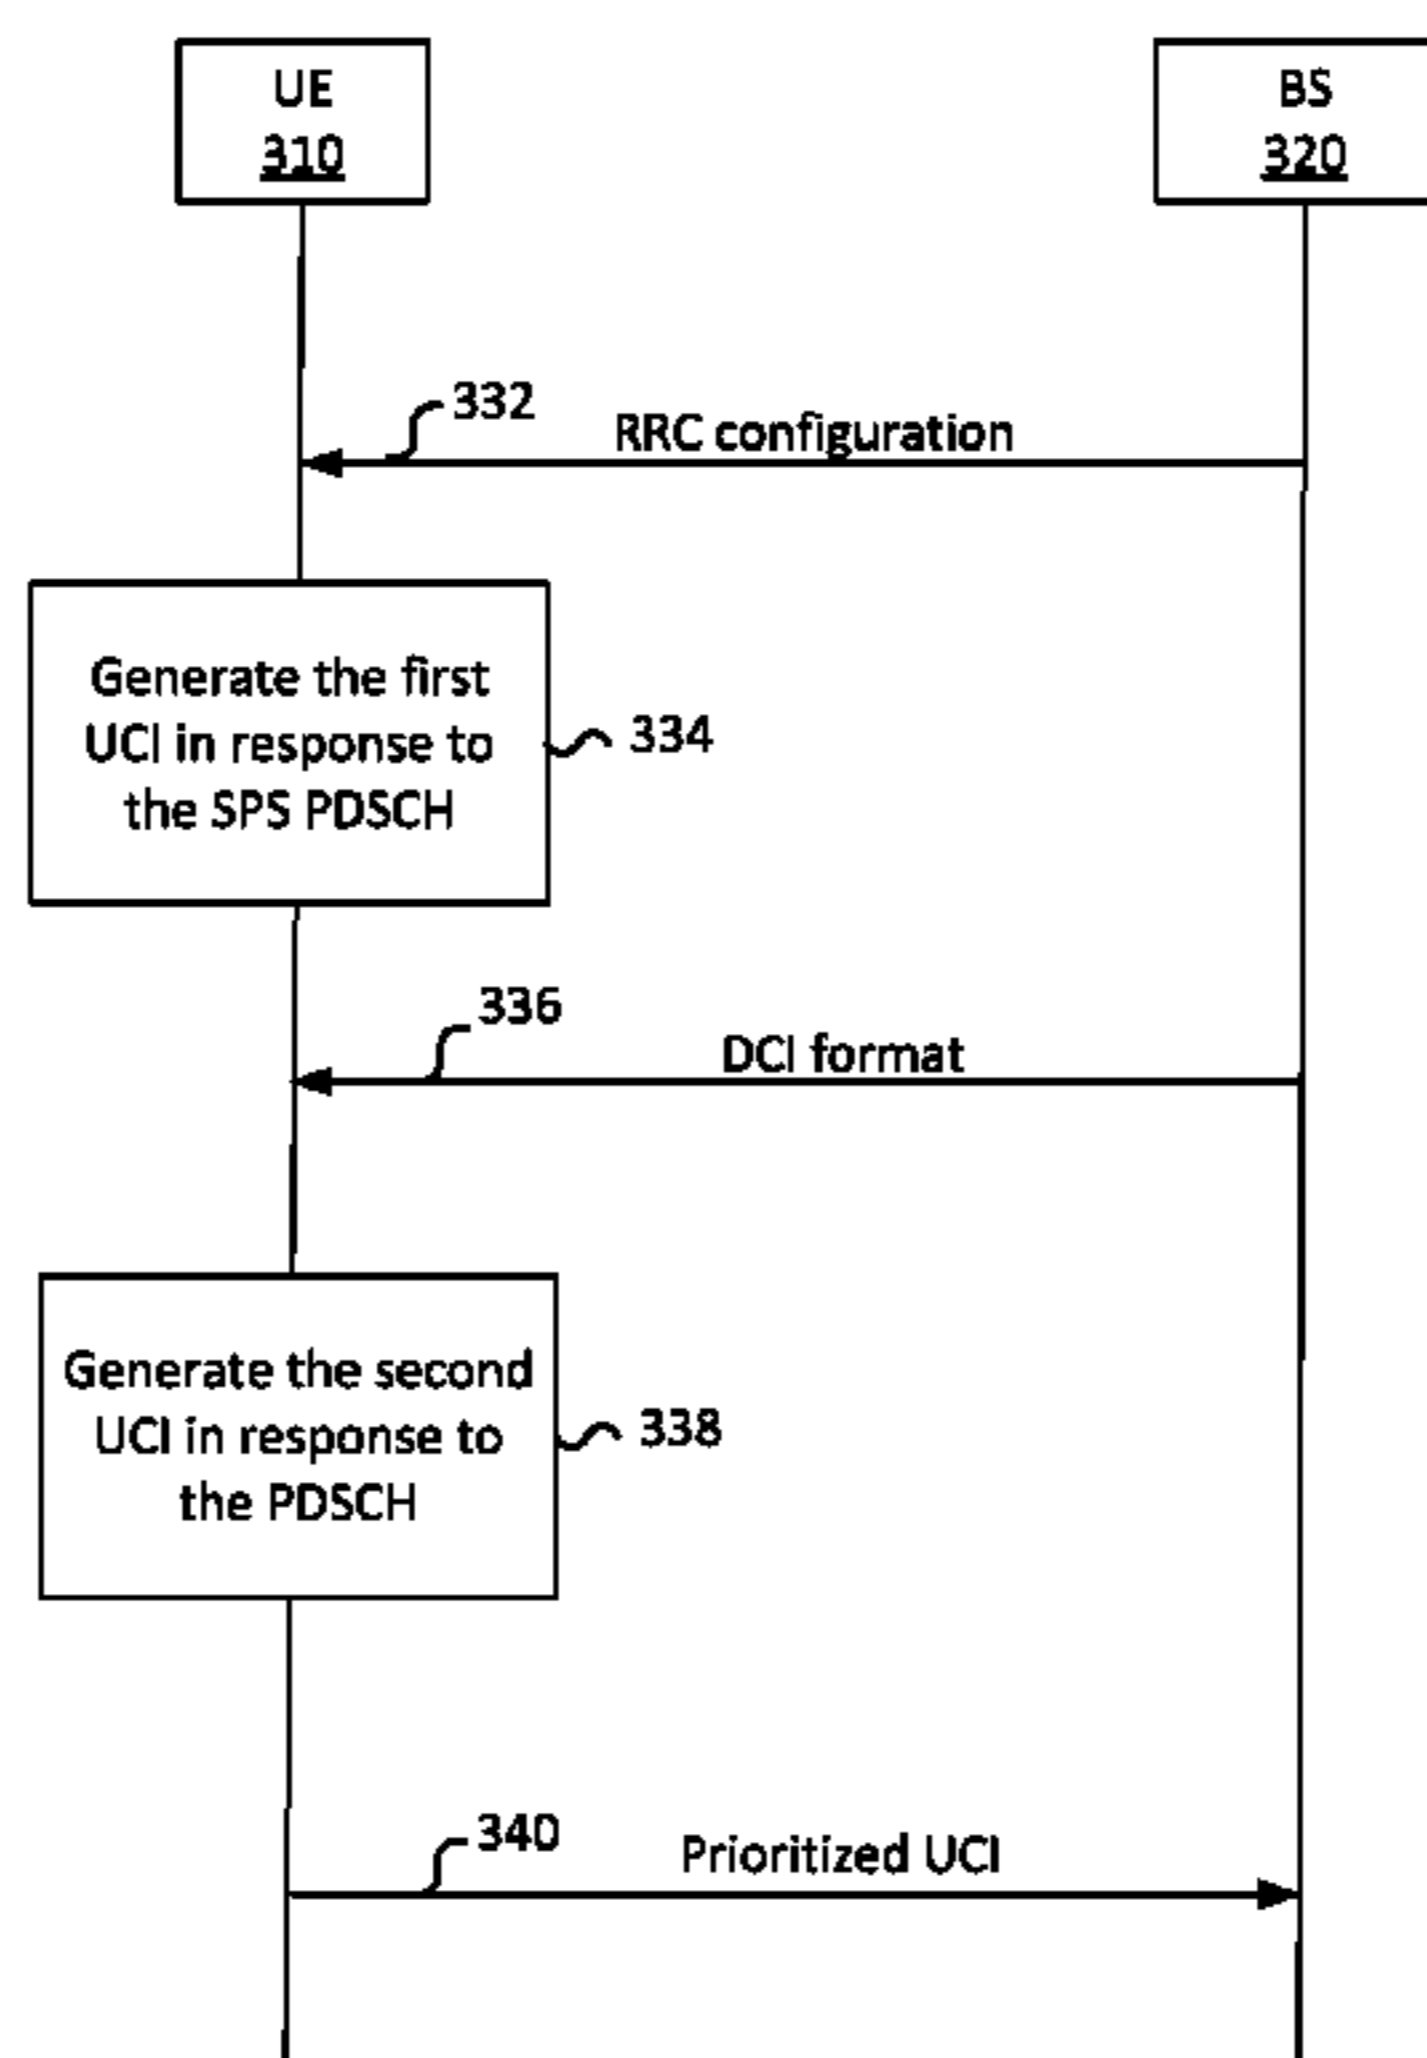 UE
310
BS
320
332
RRC configuration
Generate the first
UCI in response to
the SPS PDSCH
334
336
DCI format
Generate the second
UCI in response to
the PDSCH
338
340
Prioritized UCI